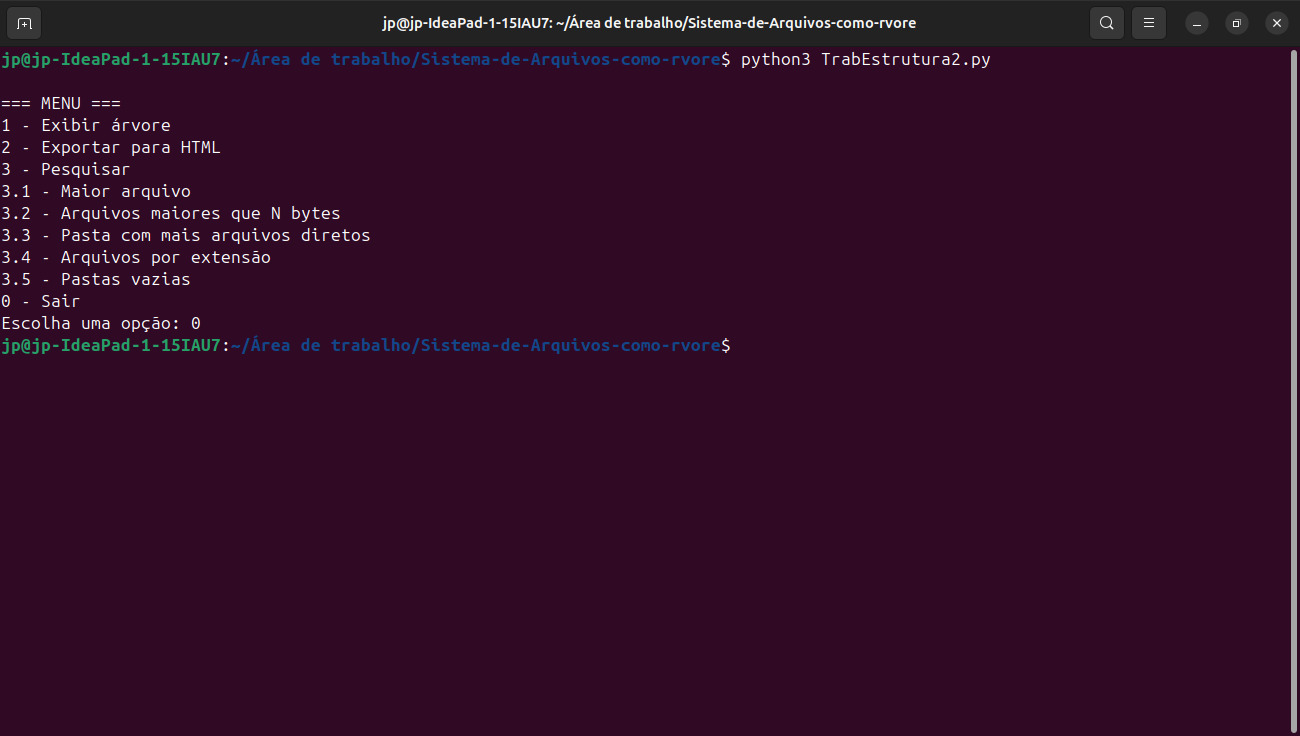 jp@jp-IdeaPad-1-15IAU7: ~/Área de trabalho/Sistema-de-Arquivos-como-rvore
jp@jp-IdeaPad-1-15IAU7:~/Área de trabalho/Sistema-de-Arquivos-como-rvore$ python3 TrabEstrutura2.py
=== MENU ===
1 - Exibir árvore
2 - Exportar para HTML
3 - Pesquisar
3.1 - Maior arquivo
3.2 - Arquivos maiores que N bytes
3.3 - Pasta com mais arquivos diretos
3.4 - Arquivos por extensão
3.5 - Pastas vazias
0 - Sair
Escolha uma opção: 0
jp@jp-IdeaPad-1-15IAU7:~/Área de trabalho/Sistema-de-Arquivos-como-rvore$